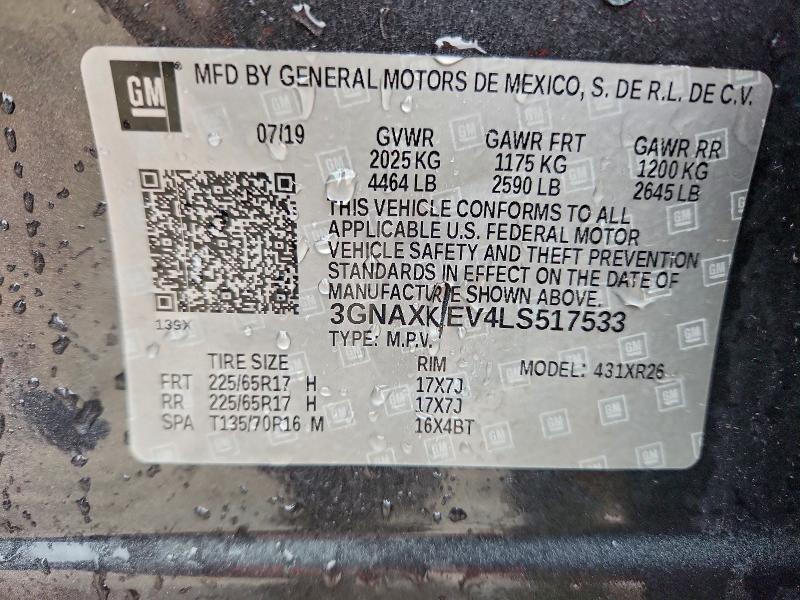 GM
MFD BY GENERAL MOTORS DE MEXICO, S. DE R.L. DE C.V.
07/19 GVWR GAWR FRT GAWR RR
2025 KG 1175 KG 1200 KG
4464 LB 2590 LB 2645 LB
THIS VEHICLE CONFORMS TO ALL
APPLICABLE U.S. FEDERAL MOTOR
VEHICLE SAFETY AND THEFT PREVENTION
STANDARDS IN EFFECT ON THE DATE OF
MANUFACTURE SHOWN ABOVE.
139X
3GNAXKEV4LS517533
TYPE: M.P.V.
TIRE SIZE RIM MODEL: 431XR26
FRT 225/65R17 H 17X7J
RR 225/65R17 H 17X7J
SPA T135/70R16 M 16X4BT